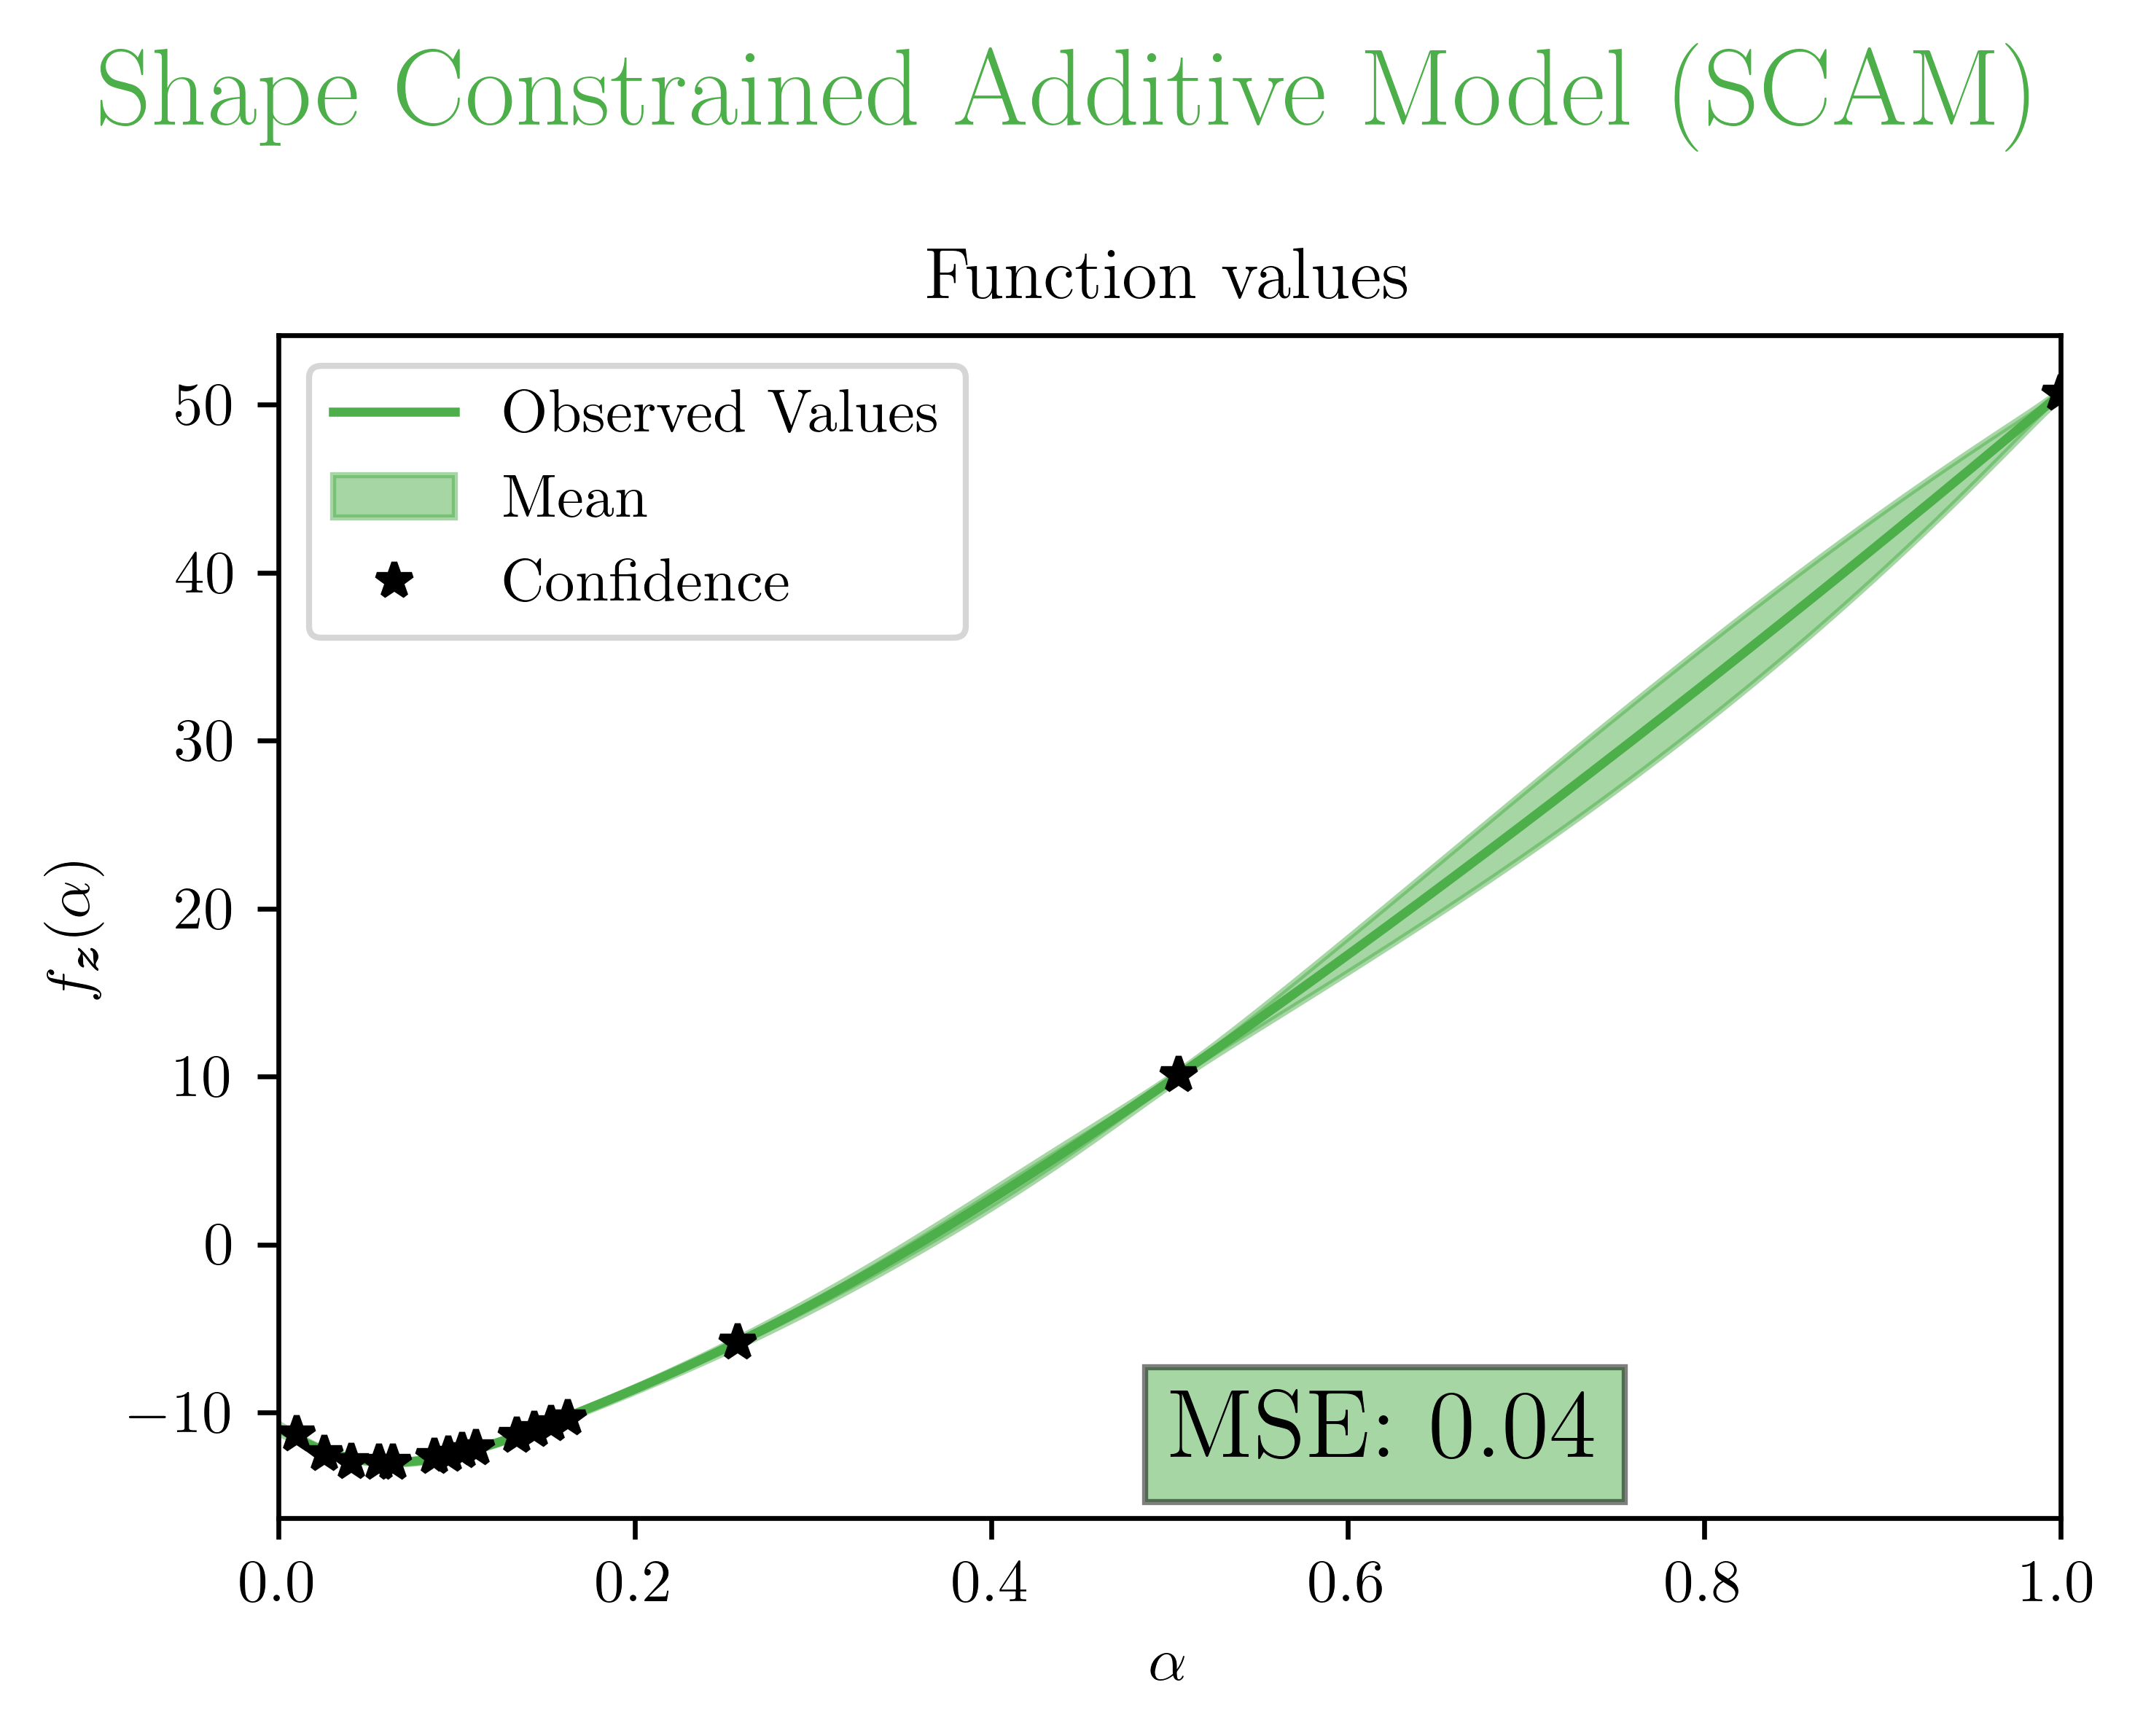 Shape Constrained Additive Model (SCAM)
Function values
Observed Values
Mean
Confidence
50
40
30
20
10
0
−10
f_z(α)
MSE: 0.04
0.0 0.2 0.4 0.6 0.8 1.0
α